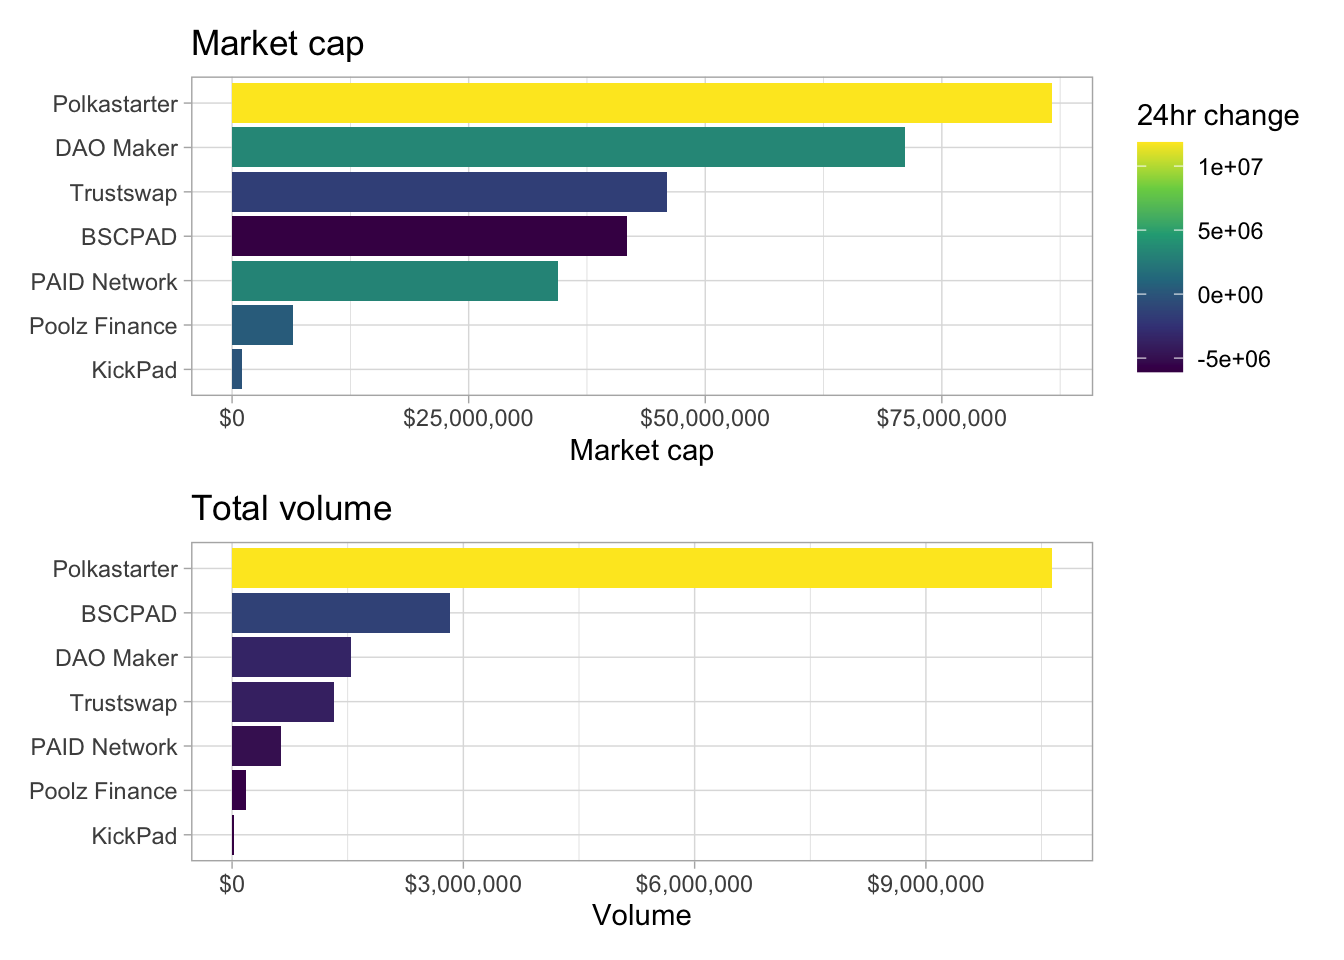 Market cap
Polkastarter
DAO Maker
Trustswap
BSCPAD
PAID Network
Poolz Finance
KickPad
$0 $25,000,000 $50,000,000 $75,000,000
Market cap
24hr change
1e+07
5e+06
0e+00
-5e+06
Total volume
Polkastarter
BSCPAD
DAO Maker
Trustswap
PAID Network
Poolz Finance
KickPad
$0 $3,000,000 $6,000,000 $9,000,000
Volume